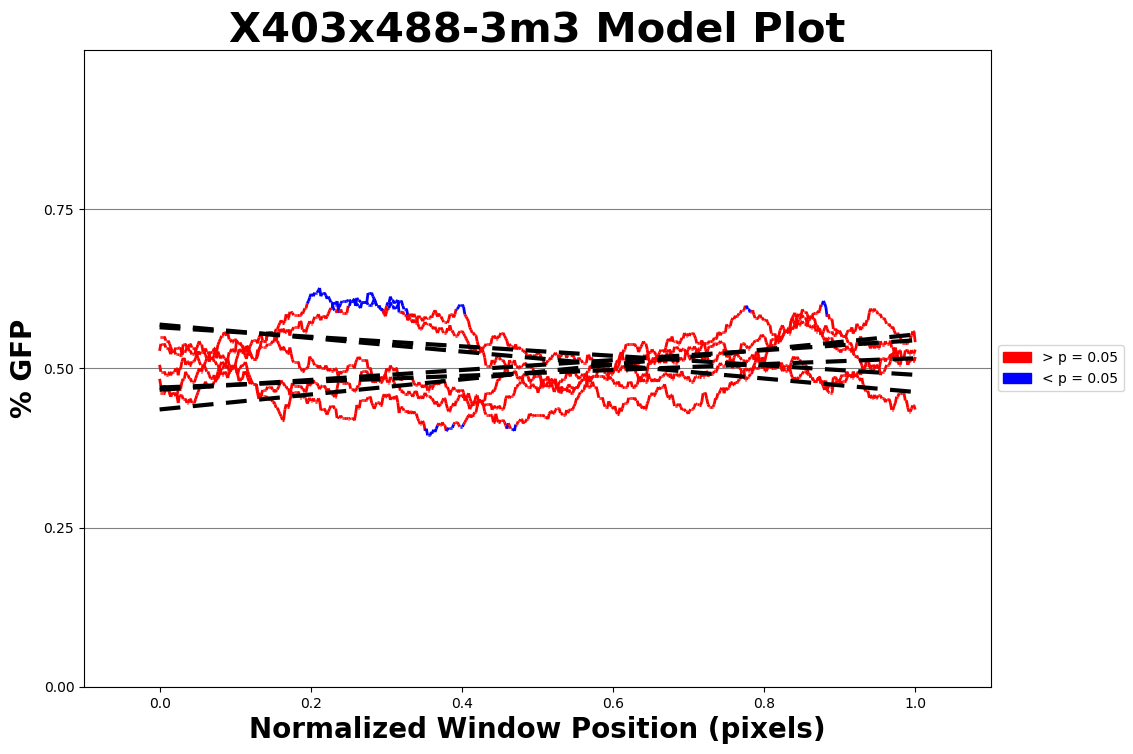 X403x488-3m3 Model Plot
% GFP
0.75
0.50
0.25
0.00
0.0 0.2 0.4 0.6 0.8 1.0
Normalized Window Position (pixels)
> p = 0.05
< p = 0.05